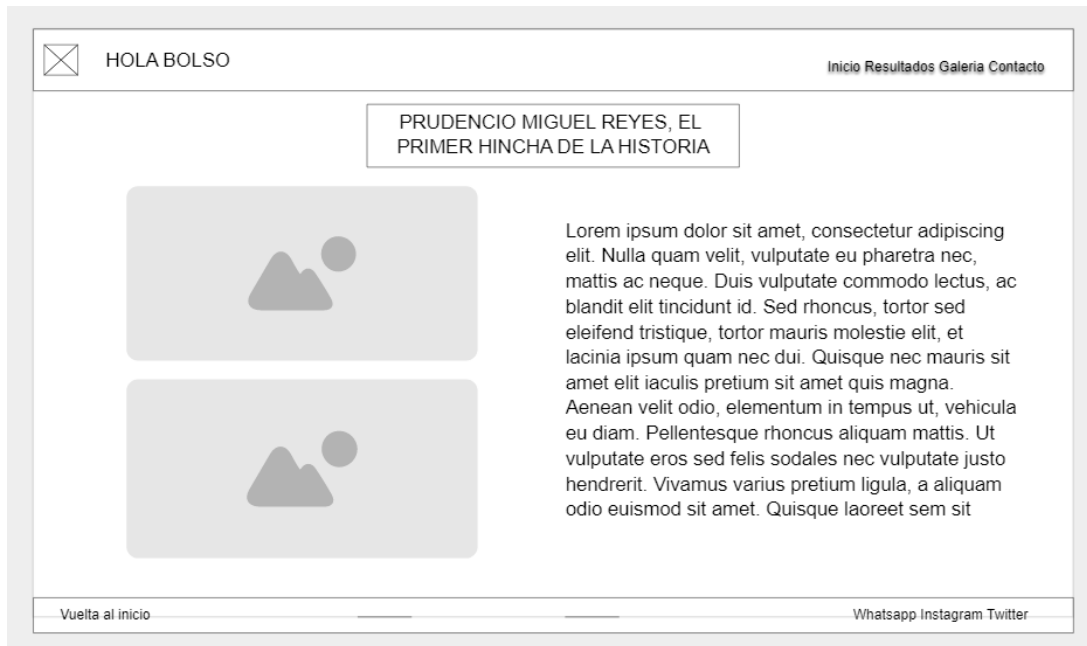 HOLA BOLSO
Inicio Resultados Galeria Contacto
PRUDENCIO MIGUEL REYES, EL
PRIMER HINCHA DE LA HISTORIA
Lorem ipsum dolor sit amet, consectetur adipiscing
elit. Nulla quam velit, vulputate eu pharetra nec,
mattis ac neque. Duis vulputate commodo lectus, ac
blandit elit tincidunt id. Sed rhoncus, tortor sed
eleifend tristique, tortor mauris molestie elit, et
lacinia ipsum quam nec dui. Quisque nec mauris sit
amet elit iaculis pretium sit amet quis magna.
Aenean velit odio, elementum in tempus ut, vehicula
eu diam. Pellentesque rhoncus aliquam mattis. Ut
vulputate eros sed felis sodales nec vulputate justo
hendrerit. Vivamus varius pretium ligula, a aliquam
odio euismod sit amet. Quisque laoreet sem sit
Vuelta al inicio
Whatsapp Instagram Twitter